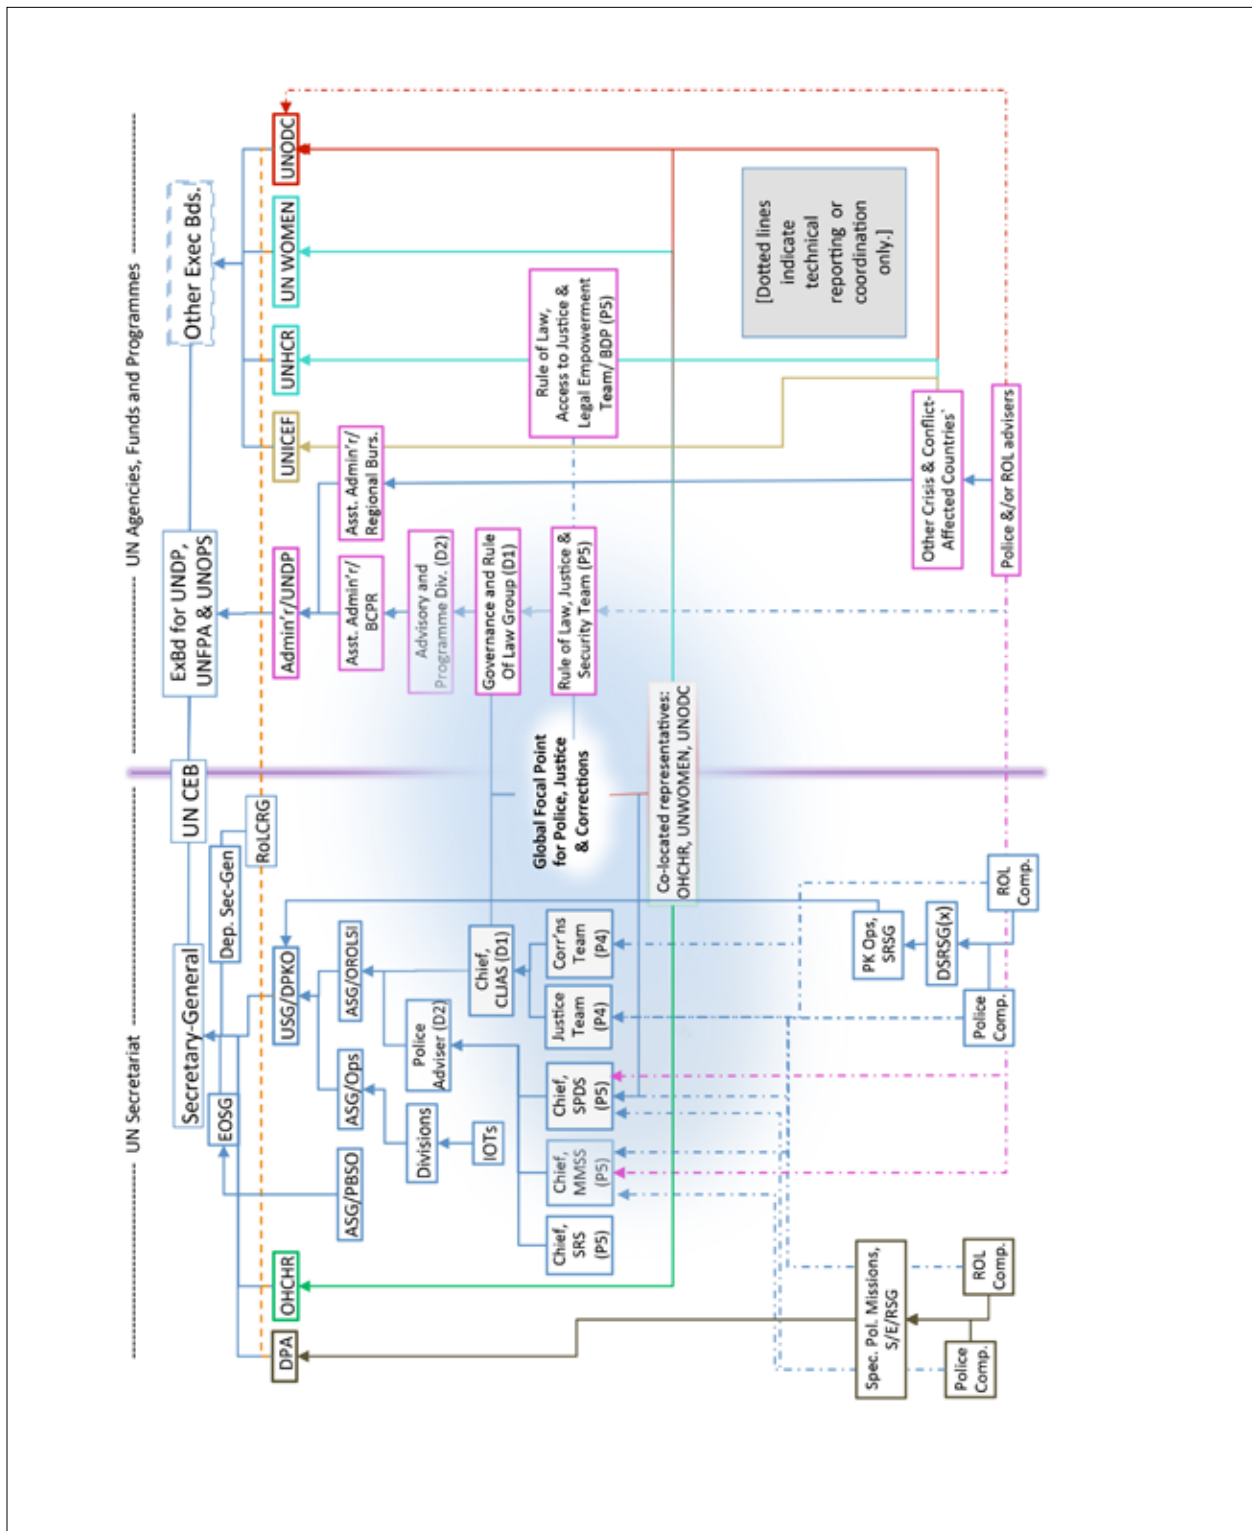 UN Secretariat
UN Agencies, Funds and Programmes
Secretary-General
UN CEB
ExBd for UNDP,
UNFPA & UNOPS
Other Exec Bds.
EOSG
Dep. Sec-Gen
RoLCRG
DPA
OHCHR
USG/DPKO
Admin'r/UNDP
UNICEF
UNHCR
UN WOMEN
UNODC
ASG/PBSO
ASG/Ops
ASG/OROLSI
Asst. Admin'r/
BCPR
Asst. Admin'r/
Regional Burs.
Divisions
Police
Adviser (D2)
Advisory and
Programme Div. (D2)
IOTs
Chief,
CLJAS (D1)
Governance and Rule
Of Law Group (D1)
Chief,
SRS
(P5)
Chief,
MMSS
(P5)
Chief,
SPDS
(P5)
Justice
Team
(P4)
Corr'ns
Team
(P4)
Global Focal Point
for Police, Justice
& Corrections
Rule of Law, Justice &
Security Team (P5)
Rule of Law,
Access to Justice &
Legal Empowerment
Team/ BDP (P5)
Co-located representatives:
OHCHR, UNWOMEN, UNODC
[Dotted lines
indicate
technical
reporting or
coordination
only.]
Spec. Pol. Missions,
S/E/RSG
PK Ops,
SRSG
DSRSG(x)
Other Crisis & Conflict-
Affected Countries`
Police
Comp.
ROL
Comp.
Police
Comp.
ROL
Comp.
Police &/or ROL advisers